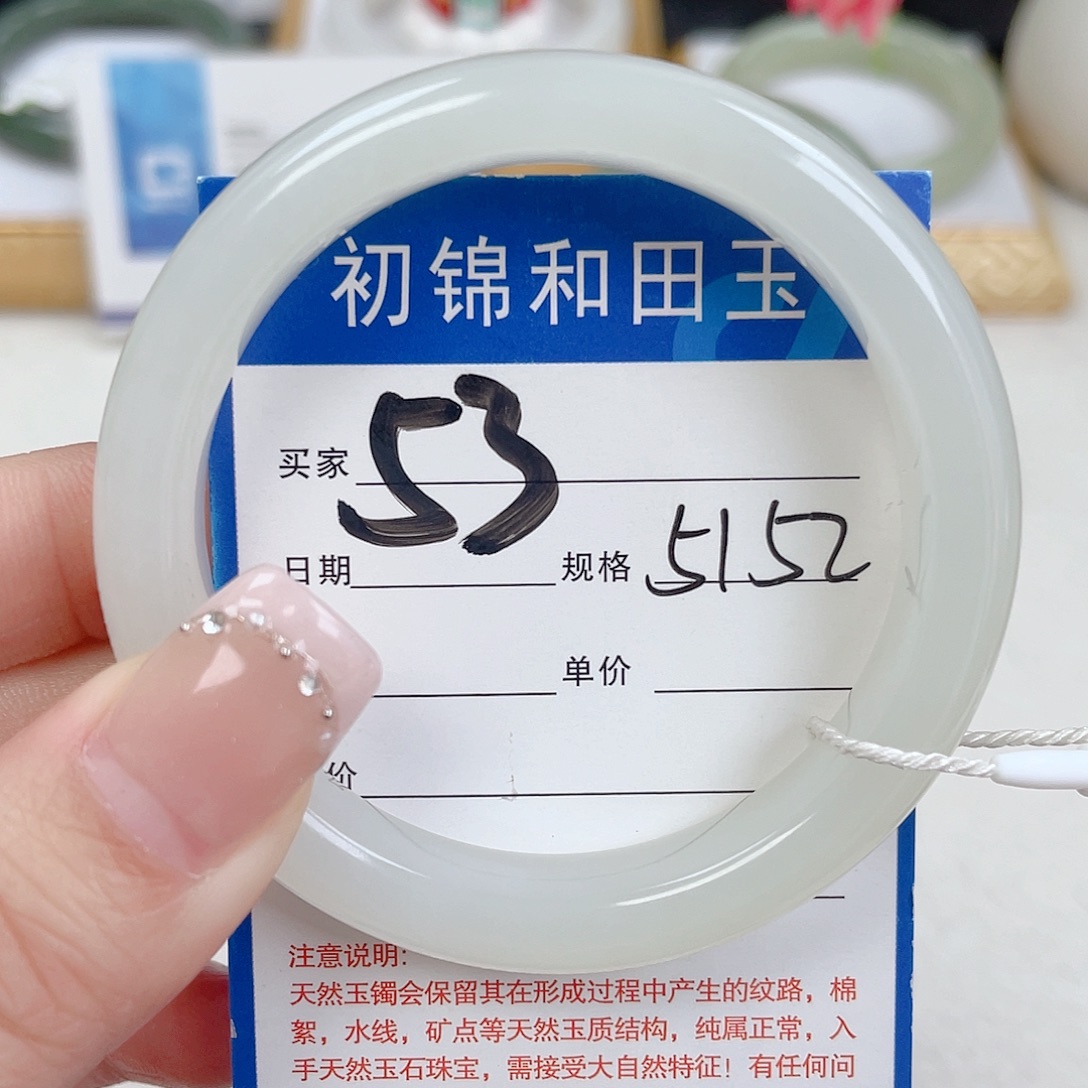 初锦和田玉
买家 53
日期 规格 5152
单价
价
注意说明:
天然玉镯会保留其在形成过程中产生的纹路，棉
絮，水线，矿点等天然玉质结构，纯属正常，入
手天然玉石珠宝，需接受大自然特征！有任何问